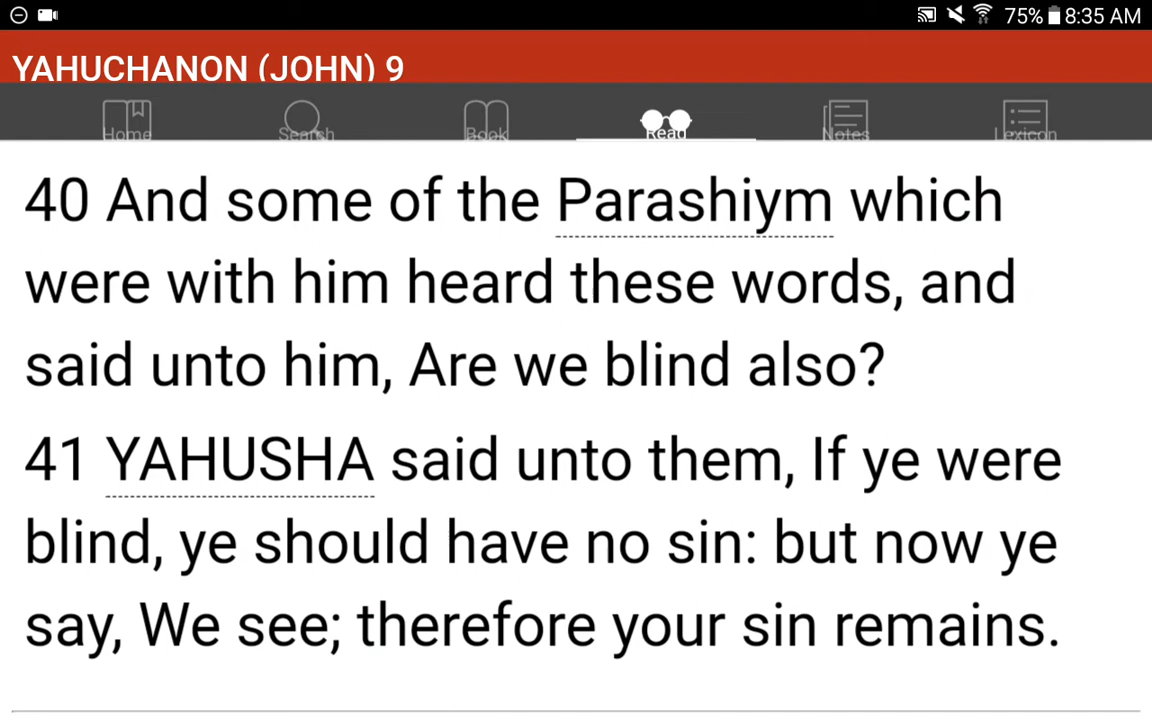 75% 8:35 AM
YAHUCHANON (JOHN) 9
Home Search Book Read Notes Lexicon
40 And some of the Parashiym which
were with him heard these words, and
said unto him, Are we blind also?
41 YAHUSHA said unto them, If ye were
blind, ye should have no sin: but now ye
say, We see; therefore your sin remains.